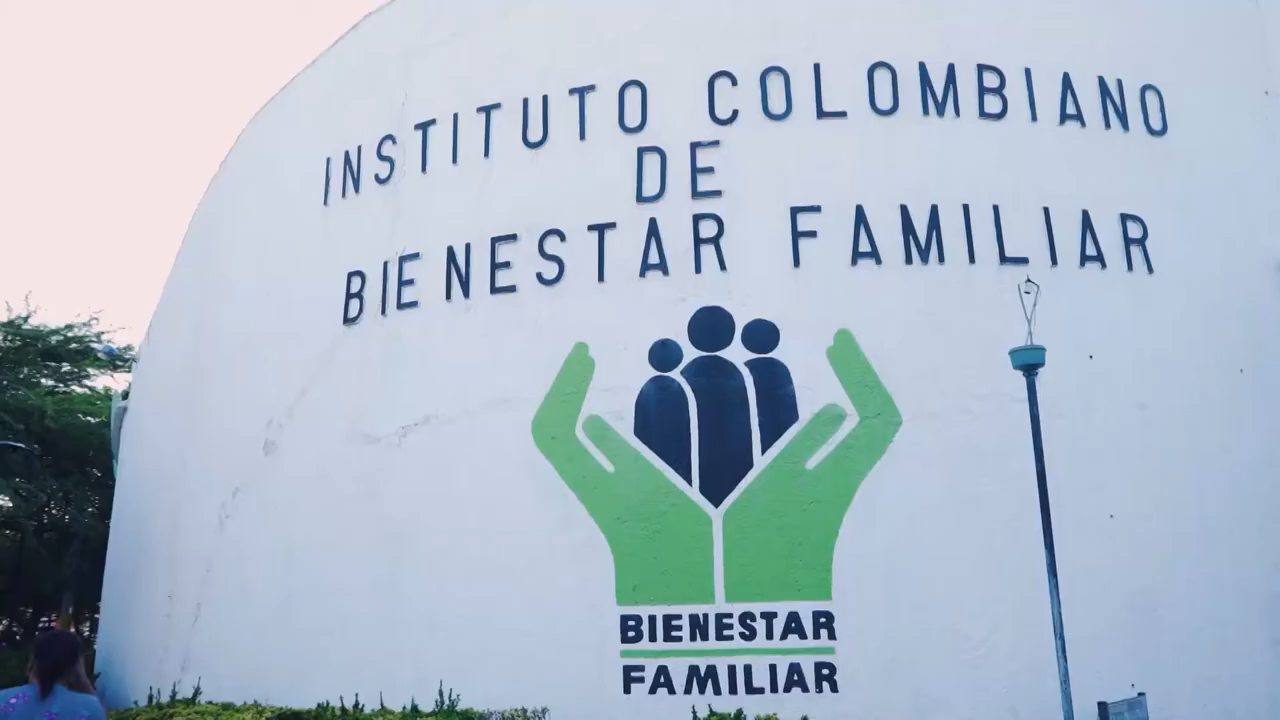 INSTITUTO COLOMBIANO
DE
BIENESTAR FAMILIAR
BIENESTAR
FAMILIAR